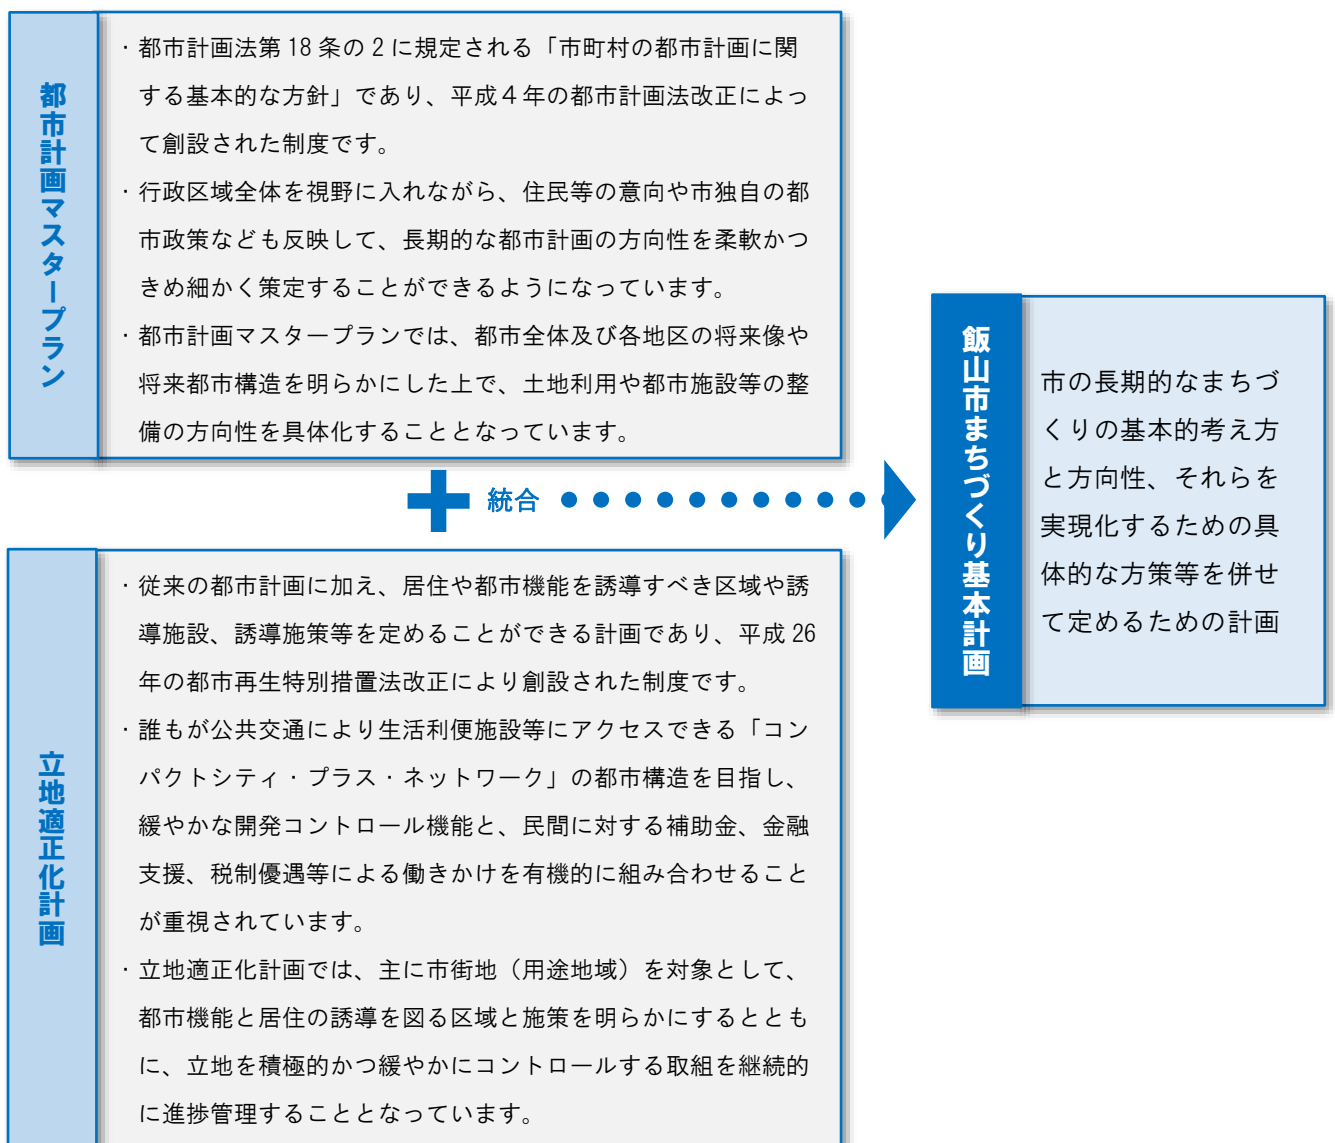 都市計画マスタープラン
・都市計画法第18条の2に規定される「市町村の都市計画に関
する基本的な方針」であり、平成4年の都市計画法改正によっ
て創設された制度です。
・行政区域全体を視野に入れながら、住民等の意向や市独自の都
市政策なども反映して、長期的な都市計画の方向性を柔軟かつ
きめ細かく策定することができるようになっています。
・都市計画マスタープランでは、都市全体及び各地区の将来像や
将来都市構造を明らかにした上で、土地利用や都市施設等の整
備の方向性を具体化することとなっています。
統合
立地適正化計画
・従来の都市計画に加え、居住や都市機能を誘導すべき区域や誘
導施設、誘導施策等を定めることができる計画であり、平成26
年の都市再生特別措置法改正により創設された制度です。
・誰もが公共交通により生活利便施設等にアクセスできる「コン
パクトシティ・プラス・ネットワーク」の都市構造を目指し、
緩やかな開発コントロール機能と、民間に対する補助金、金融
支援、税制優遇等による働きかけを有機的に組み合わせること
が重視されています。
・立地適正化計画では、主に市街地（用途地域）を対象として、
都市機能と居住の誘導を図る区域と施策を明らかにするととも
に、立地を積極的かつ緩やかにコントロールする取組を継続的
に進捗管理することとなっています。
飯山市まちづくり基本計画
市の長期的なまちづ
くりの基本的考え方
と方向性、それらを
実現化するための具
体的な方策等を併せ
て定めるための計画